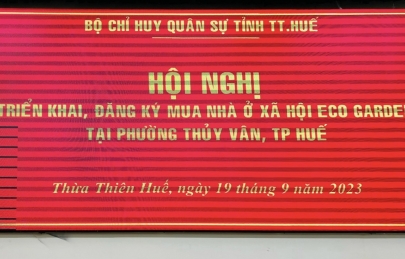 BỘ CHỈ HUY QUÂN SỰ TỈNH TT.HUẾ
HỘI NGHỊ
TRIỂN KHAI, ĐĂNG KÝ MUA NHÀ Ở XÃ HỘI ECO GARDE
TẠI PHƯỜNG THỦY VÂN, TP HUẾ
Thừa Thiên Huế, ngày 19 tháng 9 năm 2023